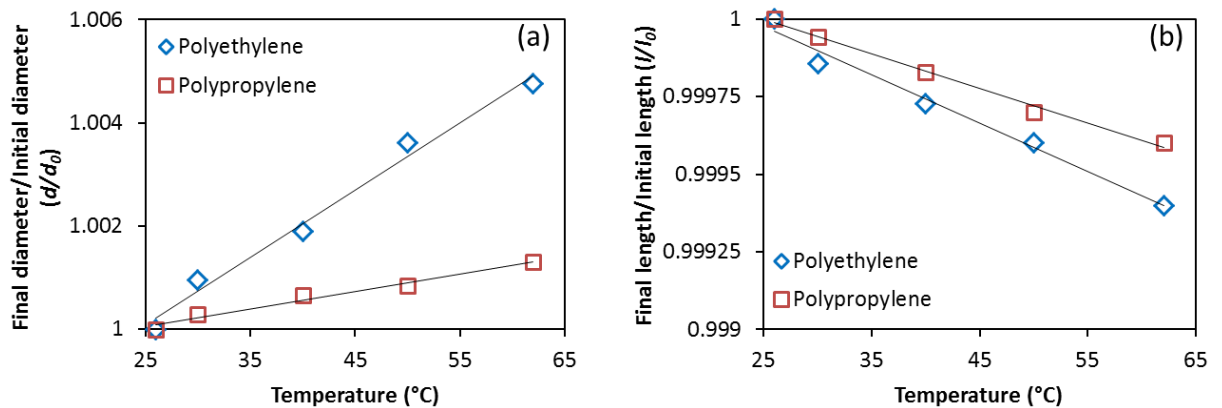 Final diameter/Initial diameter
(d/d0)
1.006
1.004
1.002
1
Polyethylene
Polypropylene
(a)
25
35
45
55
65
Temperature (°C)
Final length/Initial length (l/l0)
1
0.99975
0.9995
0.99925
0.999
(b)
Polyethylene
Polypropylene
25
35
45
55
65
Temperature (°C)